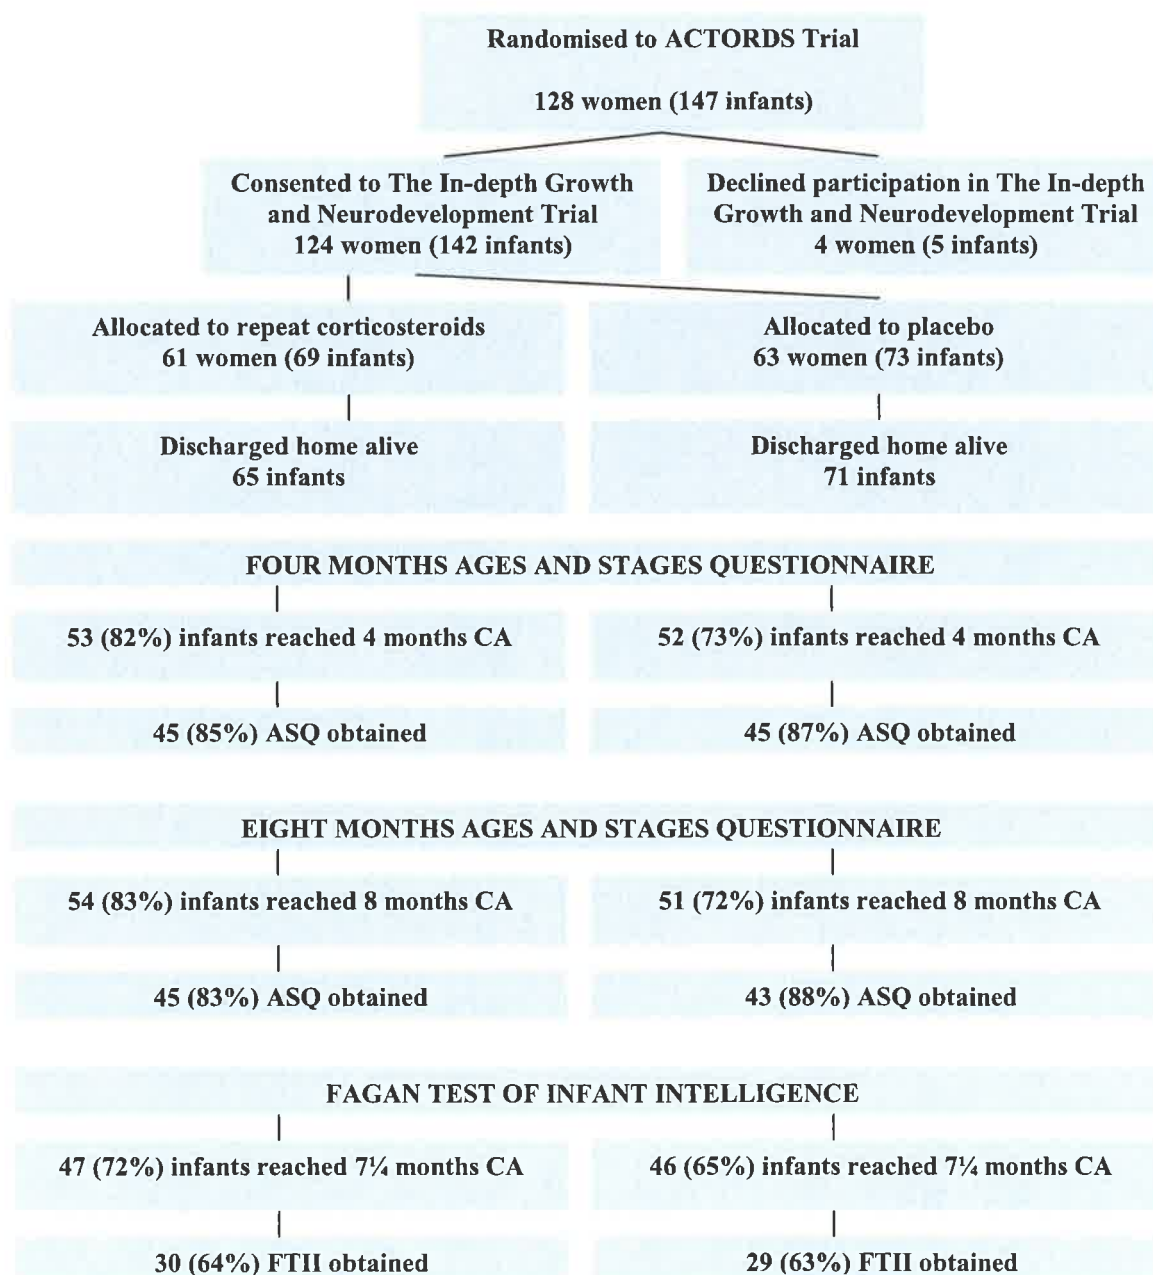 Randomised to ACTORDS Trial
128 women (147 infants)
Consented to The In-depth Growth
and Neurodevelopment Trial
124 women (142 infants)
Declined participation in The In-depth
Growth and Neurodevelopment Trial
4 women (5 infants)
Allocated to repeat corticosteroids
61 women (69 infants)
Allocated to placebo
63 women (73 infants)
Discharged home alive
65 infants
Discharged home alive
71 infants
FOUR MONTHS AGES AND STAGES QUESTIONNAIRE
53 (82%) infants reached 4 months CA
52 (73%) infants reached 4 months CA
45 (85%) ASQ obtained
45 (87%) ASQ obtained
EIGHT MONTHS AGES AND STAGES QUESTIONNAIRE
54 (83%) infants reached 8 months CA
51 (72%) infants reached 8 months CA
45 (83%) ASQ obtained
43 (88%) ASQ obtained
FAGAN TEST OF INFANT INTELLIGENCE
47 (72%) infants reached 7¼ months CA
46 (65%) infants reached 7¼ months CA
30 (64%) FTII obtained
29 (63%) FTII obtained